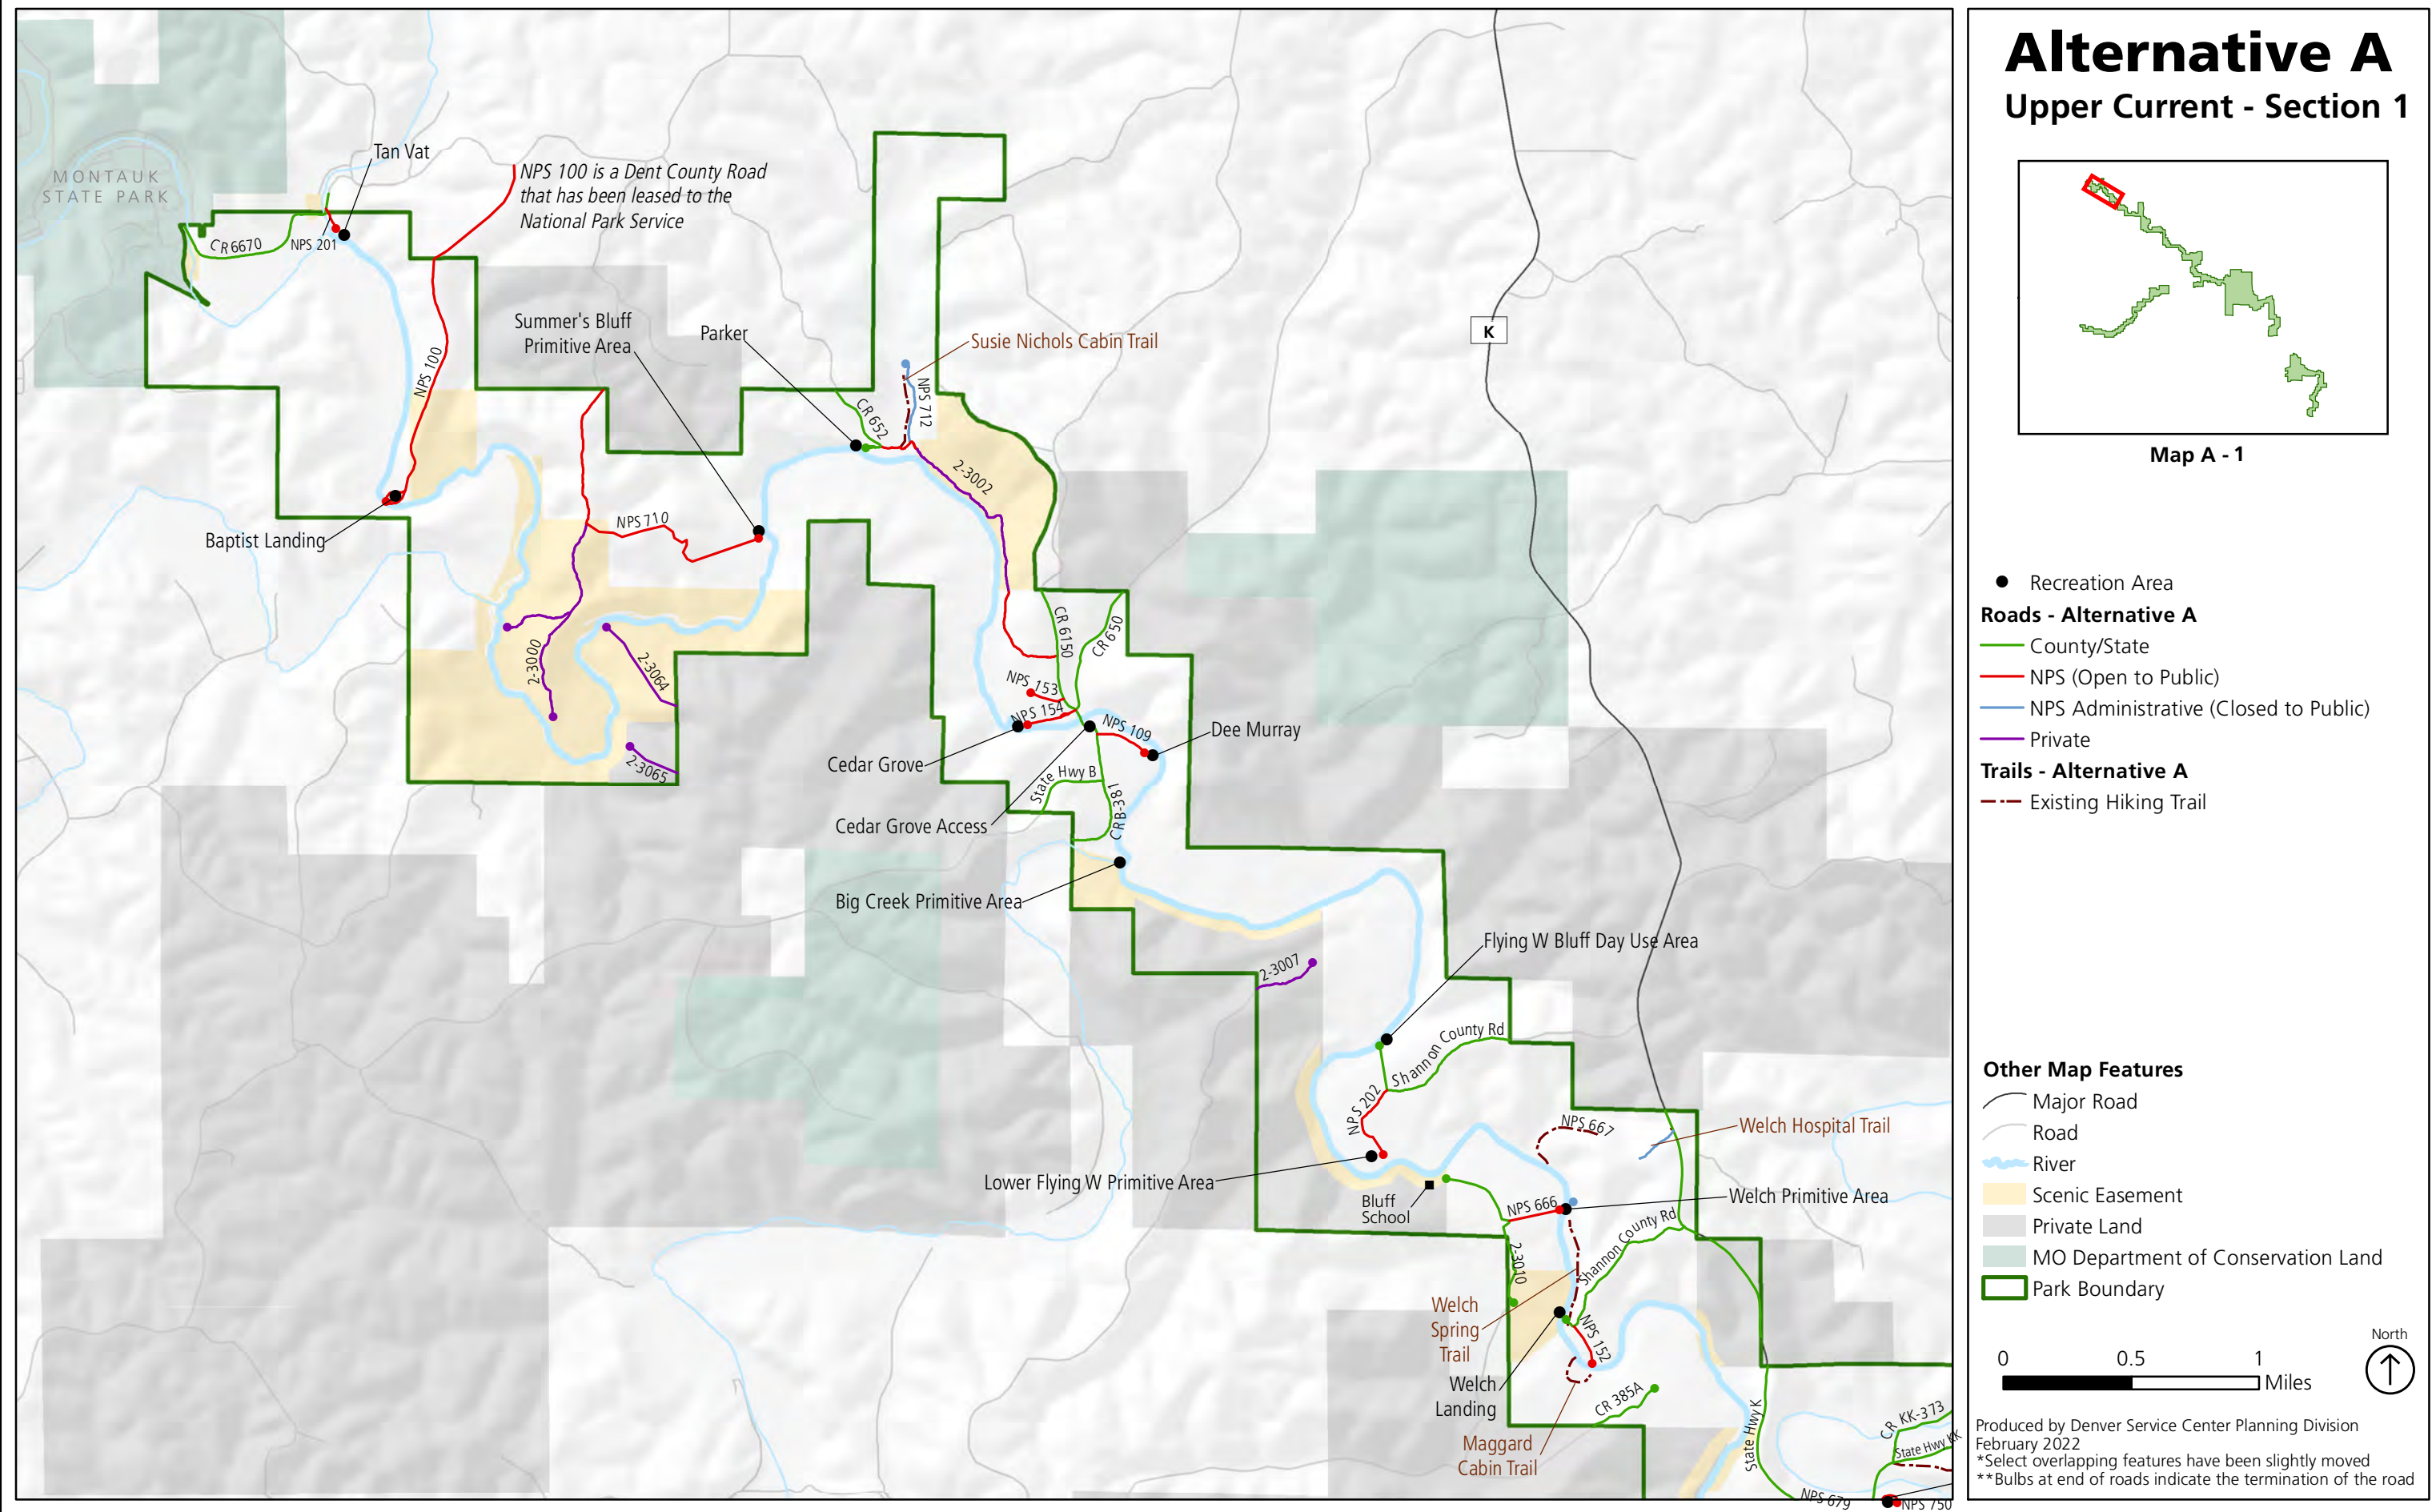 Alternative A
Upper Current - Section 1
Map A - 1
Recreation Area
Roads - Alternative A
County/State
NPS (Open to Public)
NPS Administrative (Closed to Public)
Private
Trails - Alternative A
Existing Hiking Trail
Other Map Features
Major Road
Road
River
Scenic Easement
Private Land
MO Department of Conservation Land
Park Boundary
North
0 0.5 1
Miles
Produced by Denver Service Center Planning Division
February 2022
*Select overlapping features have been slightly moved
**Bulbs at end of roads indicate the termination of the road
MONTAUK
STATE PARK
Tan Vat
NPS 100 is a Dent County Road
that has been leased to the
National Park Service
CR 6670
NPS 201
NPS 100
Summer's Bluff
Primitive Area
Parker
Susie Nichols Cabin Trail
K
CR 652
NPS 712
2-3002
Baptist Landing
NPS 710
CR 6150
CR 650
2-3000
2-3064
2-3065
NPS 153
NPS 154
NPS 109
Dee Murray
Cedar Grove
State Hwy B
CRB-381
Cedar Grove Access
Big Creek Primitive Area
2-3007
Flying W Bluff Day Use Area
Shannon County Rd
NPS 202
NPS 667
Welch Hospital Trail
Lower Flying W Primitive Area
Bluff
School
NPS 666
Welch Primitive Area
2-3010
Shannon County Rd
Welch
Spring
Trail
NPS 152
Welch
Landing
CR 385A
Maggard
Cabin Trail
State Hwy K
C.R. KK-373
State Hwy KK
NPS 679
NPS 750